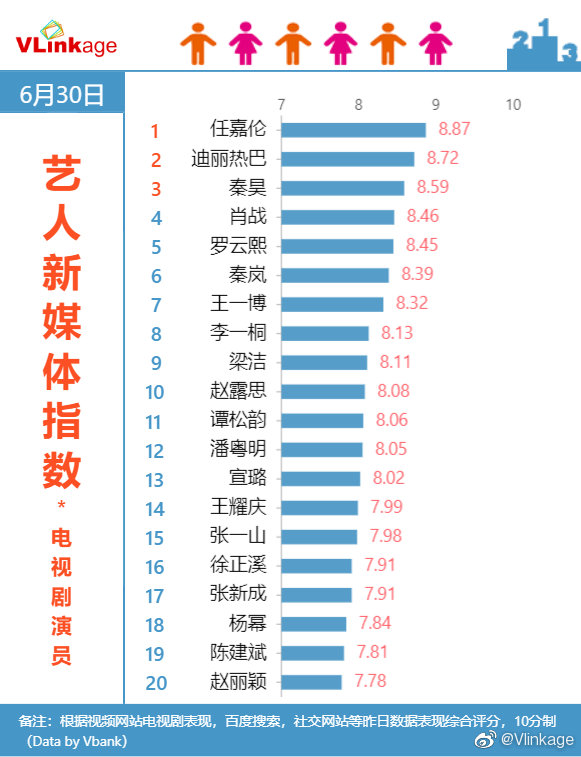 VLinkage
2 1 3
6月30日
艺人新媒体指数
*
电视剧演员
7 8 9 10
1 任嘉伦 8.87
2 迪丽热巴 8.72
3 秦昊 8.59
4 肖战 8.46
5 罗云熙 8.45
6 秦岚 8.39
7 王一博 8.32
8 李一桐 8.13
9 梁洁 8.11
10 赵露思 8.08
11 谭松韵 8.06
12 潘粤明 8.05
13 宣璐 8.02
14 王耀庆 7.99
15 张一山 7.98
16 徐正溪 7.91
17 张新成 7.91
18 杨幂 7.84
19 陈建斌 7.81
20 赵丽颖 7.78
备注：根据视频网站电视剧表现，百度搜索，社交网站等昨日数据表现综合评分，10分制
（Data by Vbank）
@Vlinkage